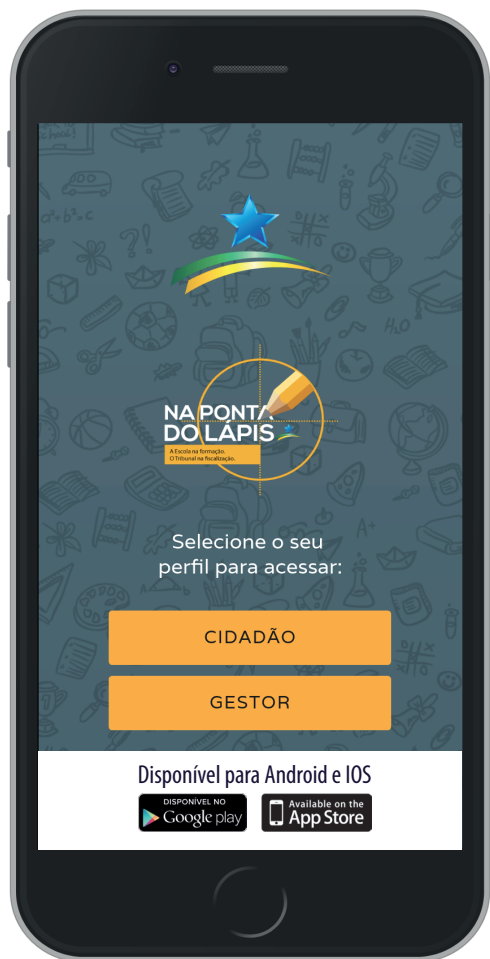 NA PONTA
DO LÁPIS
A Escola na formação.
O Tribunal na fiscalização.
Selecione o seu
perfil para acessar:
CIDADÃO
GESTOR
Disponível para Android e IOS
DISPONÍVEL NO
Google play
Available on the
App Store